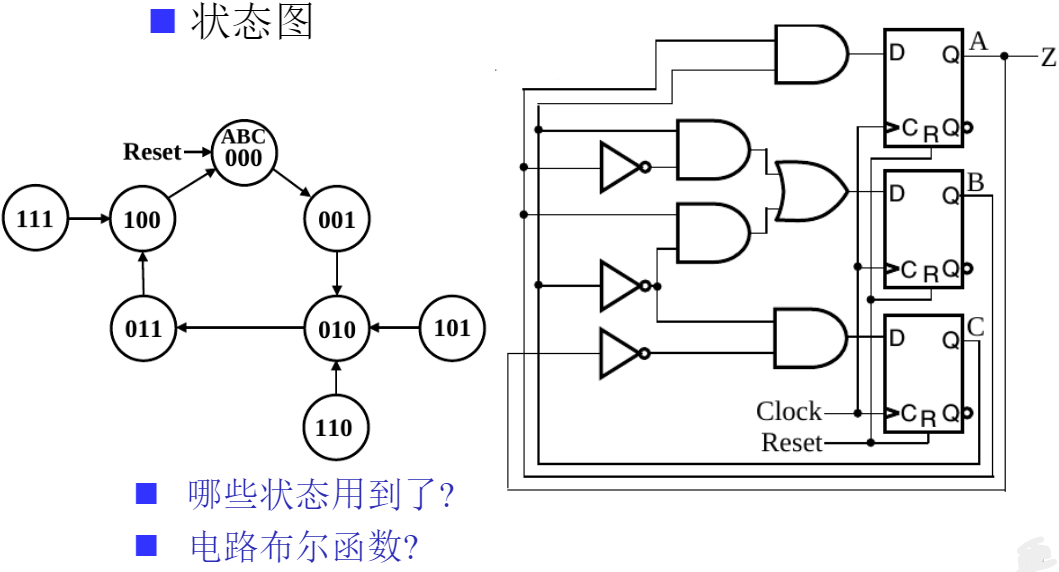 状态图
Reset
ABC
000
111
100
001
011
010
101
110
哪些状态用到了?
电路布尔函数?
D Q A
Z
C R Q
D Q B
C R Q
D Q C
Clock
C R Q
Reset